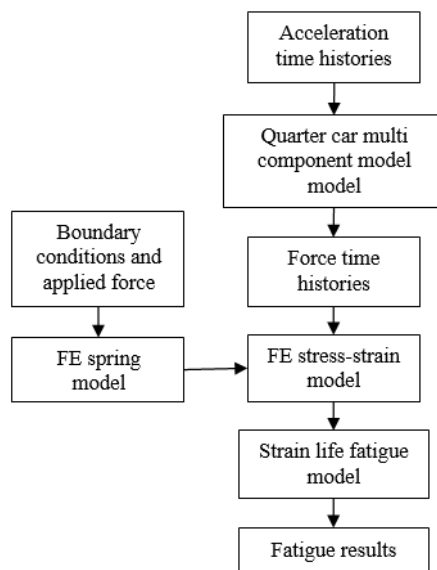 Acceleration
time histories
Quarter car multi
component model
model
Boundary
conditions and
applied force
Force time
histories
FE spring
model
FE stress-strain
model
Strain life fatigue
model
Fatigue results